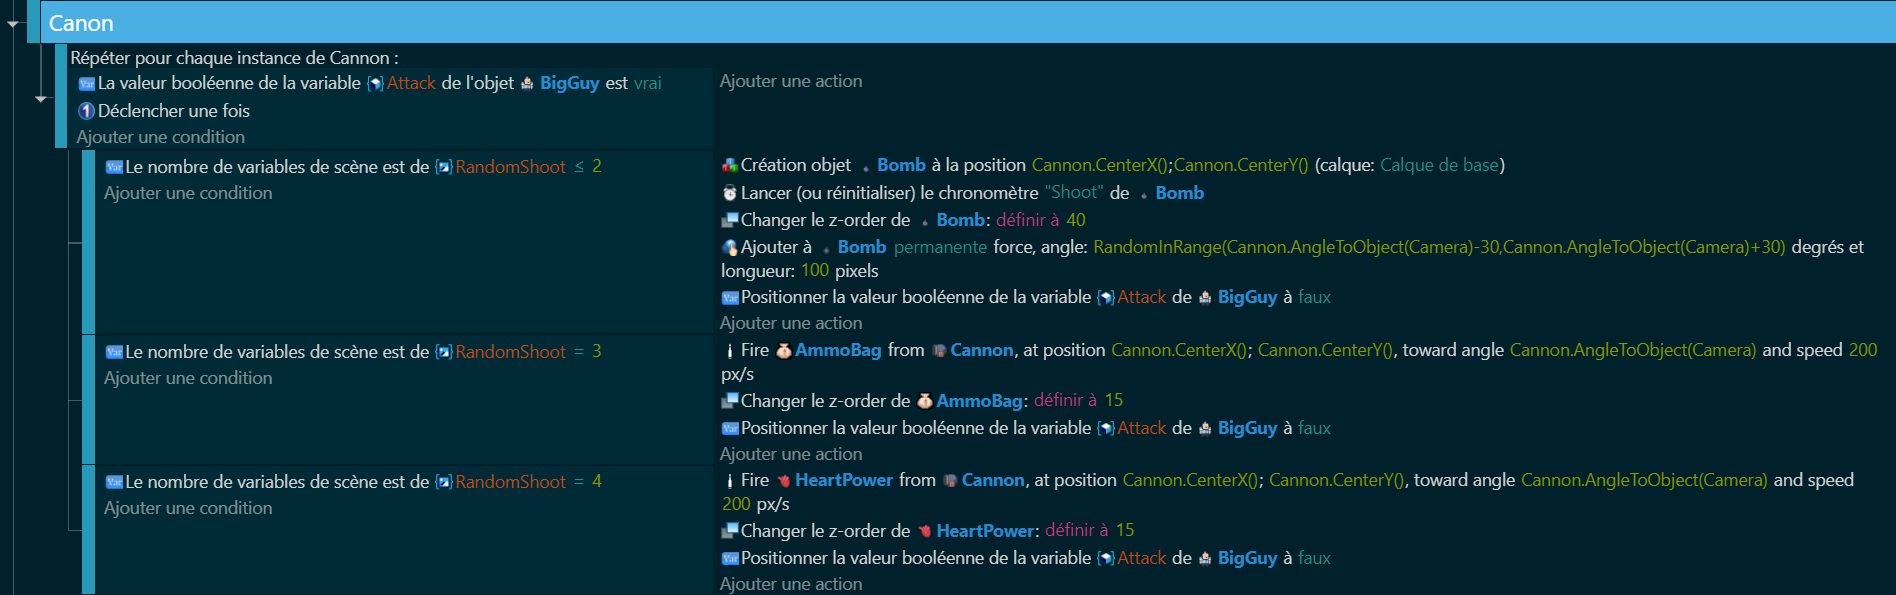 Canon
Répéter pour chaque instance de Cannon :
Var La valeur booléenne de la variable Attack de l'objet BigGuy est vrai
Ajouter une action
1 Déclencher une fois
Ajouter une condition
Var Le nombre de variables de scène est de RandomShoot ≤ 2
Ajouter une condition
Création objet Bomb à la position Cannon.CenterX();Cannon.CenterY() (calque: Calque de base)
Lancer (ou réinitialiser) le chronomètre "Shoot" de Bomb
Changer le z-order de Bomb: définir à 40
Ajouter à Bomb permanente force, angle: RandomInRange(Cannon.AngleToObject(Camera)-30,Cannon.AngleToObject(Camera)+30) degrés et
longueur: 100 pixels
Var Positionner la valeur booléenne de la variable Attack de BigGuy à faux
Ajouter une action
Var Le nombre de variables de scène est de RandomShoot = 3
Ajouter une condition
Fire AmmoBag from Cannon, at position Cannon.CenterX(); Cannon.CenterY(), toward angle Cannon.AngleToObject(Camera) and speed 200
px/s
Changer le z-order de AmmoBag: définir à 15
Var Positionner la valeur booléenne de la variable Attack de BigGuy à faux
Ajouter une action
Var Le nombre de variables de scène est de RandomShoot = 4
Ajouter une condition
Fire HeartPower from Cannon, at position Cannon.CenterX(); Cannon.CenterY(), toward angle Cannon.AngleToObject(Camera) and speed
200 px/s
Changer le z-order de HeartPower: définir à 15
Var Positionner la valeur booléenne de la variable Attack de BigGuy à faux
Ajouter une action